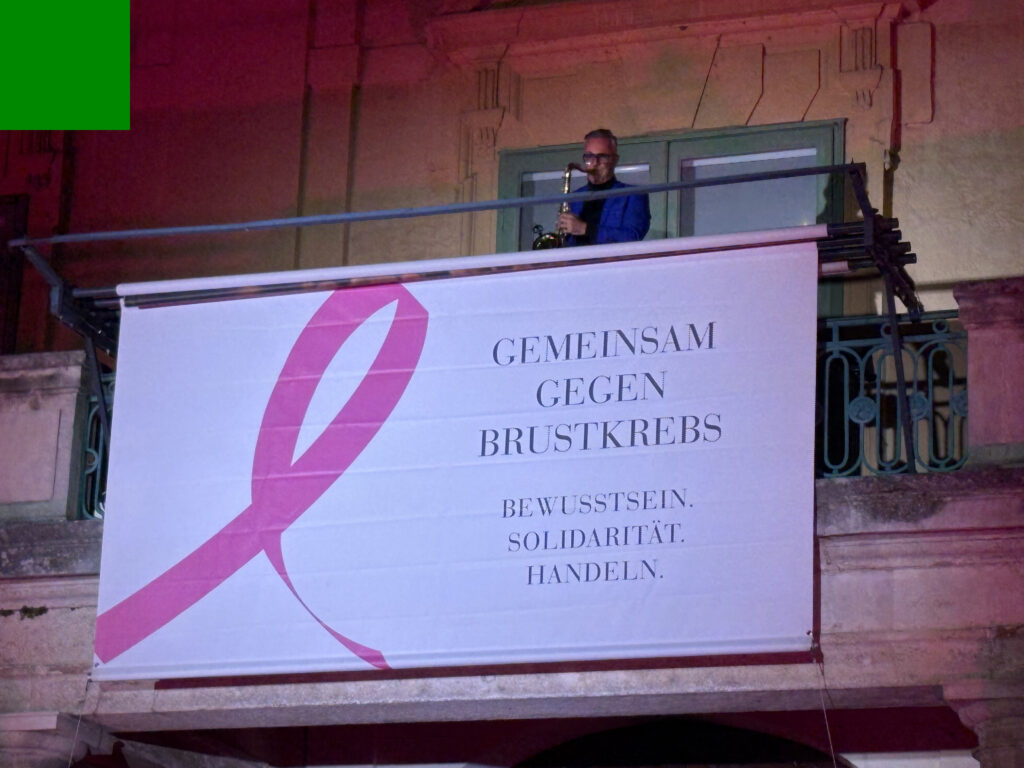 GEMEINSAM
GEGEN
BRUSTKREBS
BEWUSSTSEIN.
SOLIDARITÄT.
HANDELN.